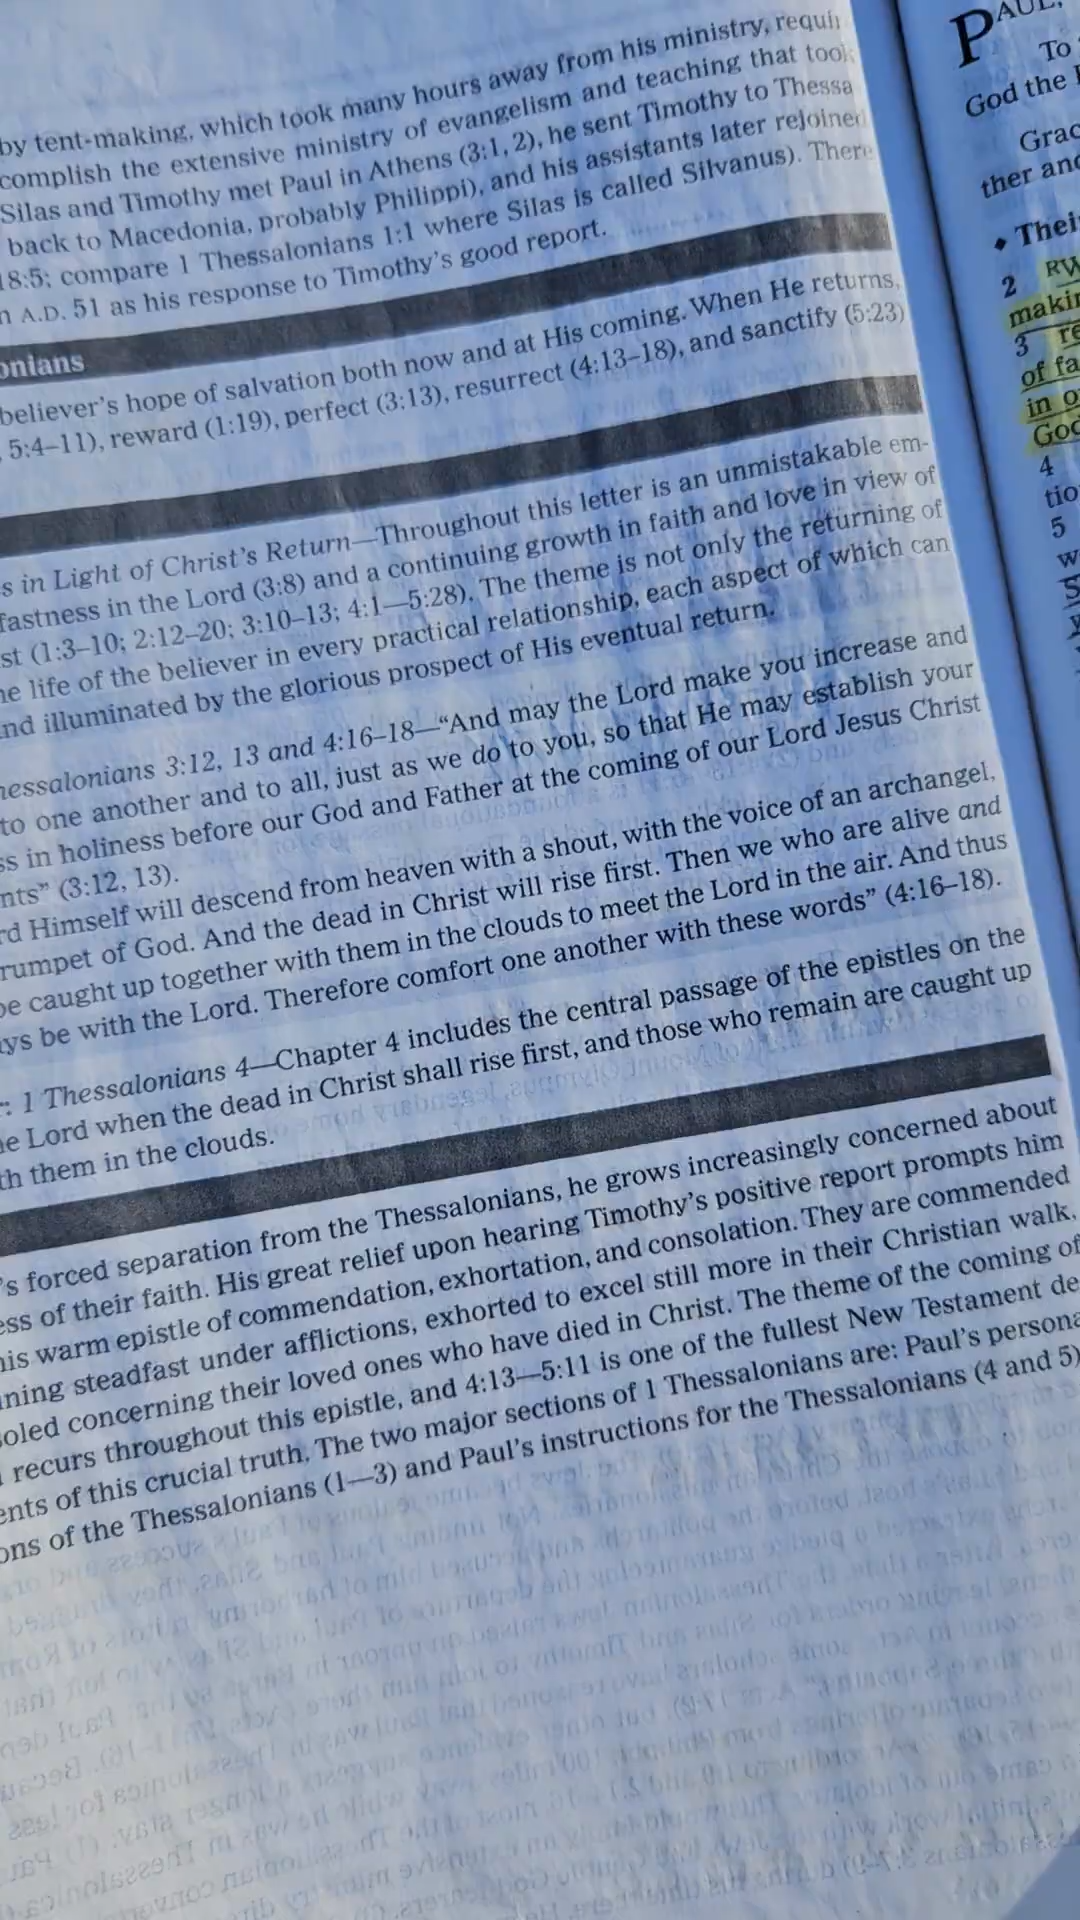 by tent-making, which took many hours away from his ministry,
complish the extensive ministry of evangelism and teaching that took
Silas and Timothy met Paul in Athens (3:1, 2), he sent Timothy to Thessa
back to Macedonia, probably Philippi), and his assistants later rejoined
18:5; compare 1 Thessalonians 1:1 where Silas is called Silvanus). There
A.D. 51 as his response to Timothy's good report.
onians
believer's hope of salvation both now and at His coming. When He returns,
5:4–11), reward (1:19), perfect (3:13), resurrect (4:13–18), and sanctify (5:23)
s in Light of Christ's Return—Throughout this letter is an unmistakable em-
fastness in the Lord (3:8) and a continuing growth in faith and love in view of
st (1:3–10; 2:12–20; 3:10–13; 4:1—5:28). The theme is not only the returning of
he life of the believer in every practical relationship, each aspect of which can
nd illuminated by the glorious prospect of His eventual return.
hessalonians 3:12, 13 and 4:16–18—“And may the Lord make you increase and
to one another and to all, just as we do to you, so that He may establish your
ss in holiness before our God and Father at the coming of our Lord Jesus Christ
nts” (3:12, 13).
rd Himself will descend from heaven with a shout, with the voice of an archangel,
rumpet of God. And the dead in Christ will rise first. Then we who are alive and
be caught up together with them in the clouds to meet the Lord in the air. And thus
ys be with the Lord. Therefore comfort one another with these words” (4:16–18).
r: 1 Thessalonians 4—Chapter 4 includes the central passage of the epistles on the
he Lord when the dead in Christ shall rise first, and those who remain are caught up
th them in the clouds.
's forced separation from the Thessalonians, he grows increasingly concerned about
ess of their faith. His great relief upon hearing Timothy's positive report prompts him
his warm epistle of commendation, exhortation, and consolation. They are commended
ning steadfast under afflictions, exhorted to excel still more in their Christian walk,
soled concerning their loved ones who have died in Christ. The theme of the coming of
recurs throughout this epistle, and 4:13—5:11 is one of the fullest New Testament de
ents of this crucial truth. The two major sections of 1 Thessalonians are: Paul's persona
ons of the Thessalonians (1—3) and Paul's instructions for the Thessalonians (4 and 5)
PAUL,
To
God the
Grac
ther and
◆ Thei
2 RW
makin
3 re
of fa
in o
God
4
tio
5
w
S
y